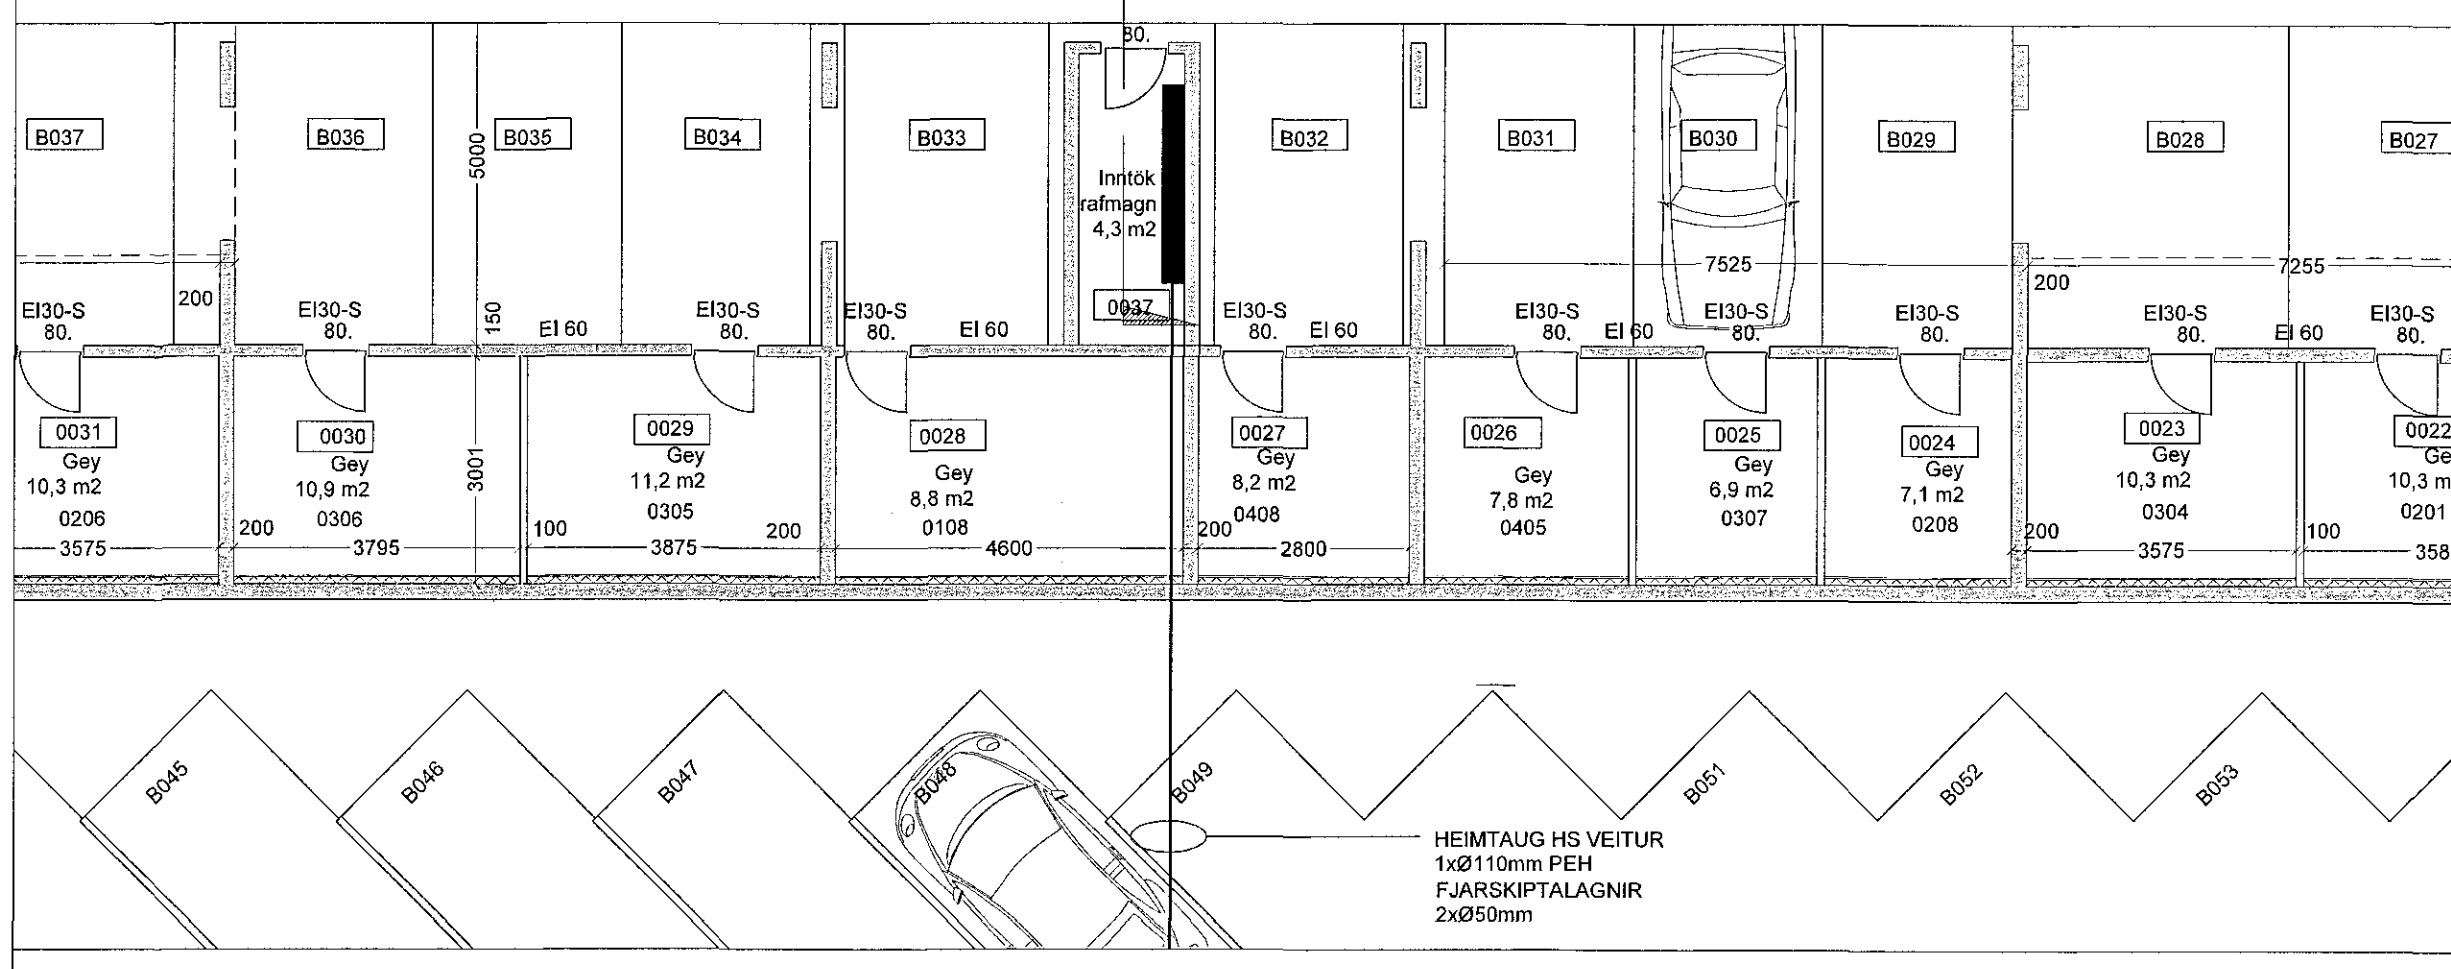 80.
B037
B036
B035
B034
B033
B032
B031
B030
B029
B028
B027
5000
Inntök
rafmagn
4,3 m2
7525
7255
200
200
0037
EI30-S
80.
EI30-S
80.
150
EI 60
EI30-S
80.
EI30-S
80.
EI 60
EI30-S
80.
EI 60
EI30-S
80.
EI 60
EI30-S
80.
EI30-S
80.
EI30-S
80.
EI 60
EI30-S
80.
0031
Gey
10,3 m2
0206
3575
200
0030
Gey
10,9 m2
0306
3795
3001
100
0029
Gey
11,2 m2
0305
3875
200
0028
Gey
8,8 m2
0108
4600
200
0027
Gey
8,2 m2
0408
2800
0026
Gey
7,8 m2
0405
0025
Gey
6,9 m2
0307
0024
Gey
7,1 m2
0208
200
0023
Gey
10,3 m2
0304
3575
100
0022
Ge
10,3 m
0201
358
B045
B046
B047
B048
B049
B051
B052
B053
HEIMTAUG HS VEITUR
1xØ110mm PEH
FJARSKIPTALAGNIR
2xØ50mm